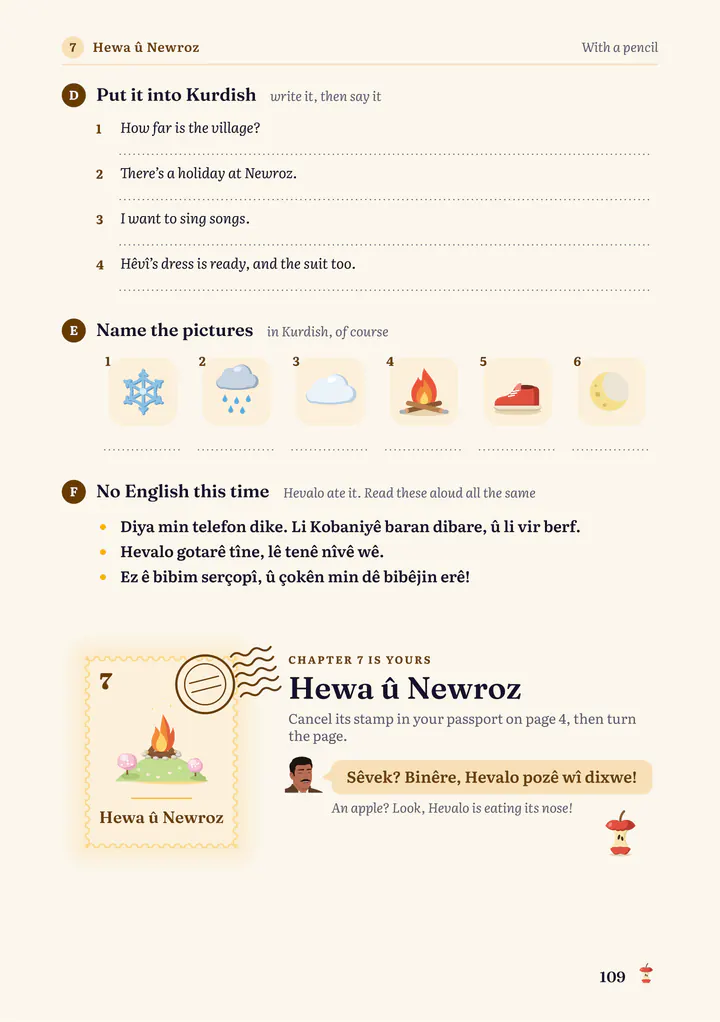 7 Hewa û Newroz With a pencil
D Put it into Kurdish write it, then say it
1 How far is the village?
2 There's a holiday at Newroz.
3 I want to sing songs.
4 Hêvî's dress is ready, and the suit too.
E Name the pictures in Kurdish, of course
1 2 3 4 5 6
F No English this time Hevalo ate it. Read these aloud all the same
• Diya min telefon dike. Li Kobaniyê baran dibare, û li vir berf.
• Hevalo gotarê tîne, lê tenê nîvê wê.
• Ez ê bibim serçopî, û çokên min dê bibêjin erê!
7
Hewa û Newroz
CHAPTER 7 IS YOURS
Hewa û Newroz
Cancel its stamp in your passport on page 4, then turn
the page.
Sêvek? Binêre, Hevalo pozê wî dixwe!
An apple? Look, Hevalo is eating its nose!
109